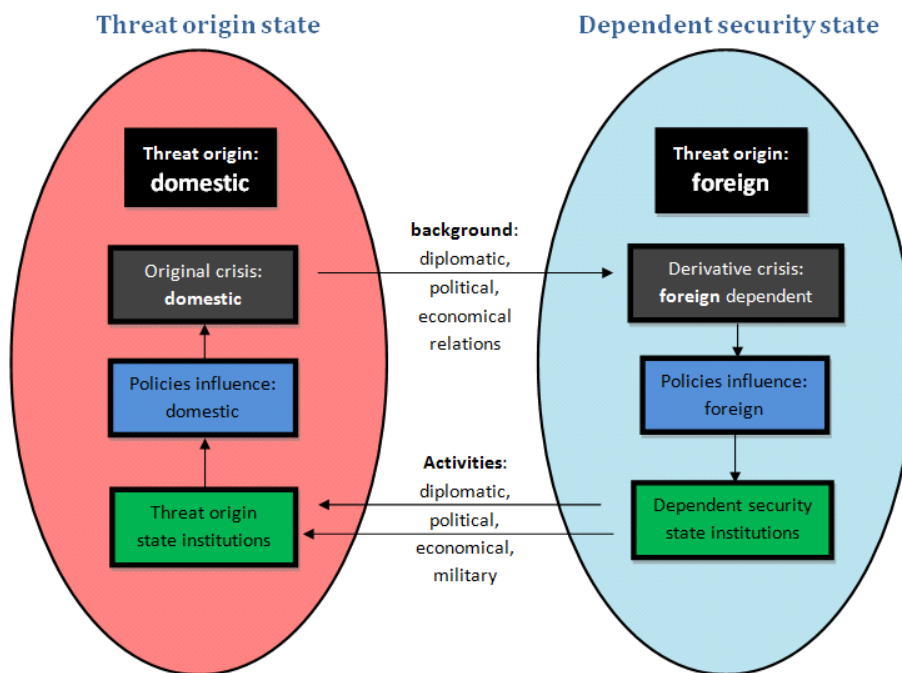 Threat origin state
Dependent security state
Threat origin:
domestic
Threat origin:
foreign
Original crisis:
domestic
background:
diplomatic,
political,
economical
relations
Derivative crisis:
foreign dependent
Policies influence:
domestic
Policies influence:
foreign
Threat origin
state institutions
Activities:
diplomatic,
political,
economical,
military
Dependent security
state institutions